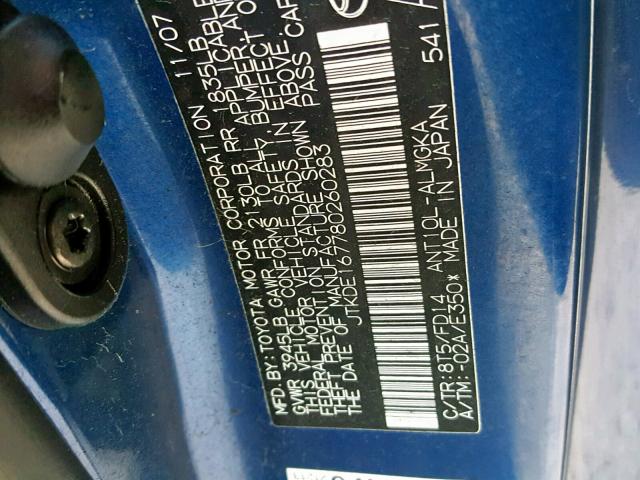 MFD. BY: TOYOTA MOTOR CORPORATION 11/07
GVWR 3945LB GAWR FR 2130LB RR 1835LB
THIS VEHICLE CONFORMS TO ALL APPLICABLE
FEDERAL MOTOR VEHICLE SAFETY, BUMPER, AND
THEFT PREVENTION STANDARDS IN EFFECT ON
THE DATE OF MANUFACTURE SHOWN ABOVE.
JTKDE167780260283 PASS CAR
C/TR: 8T5/FD14 ANT10L-ALMGKA 541
A/TM: -02A/E350x MADE IN JAPAN